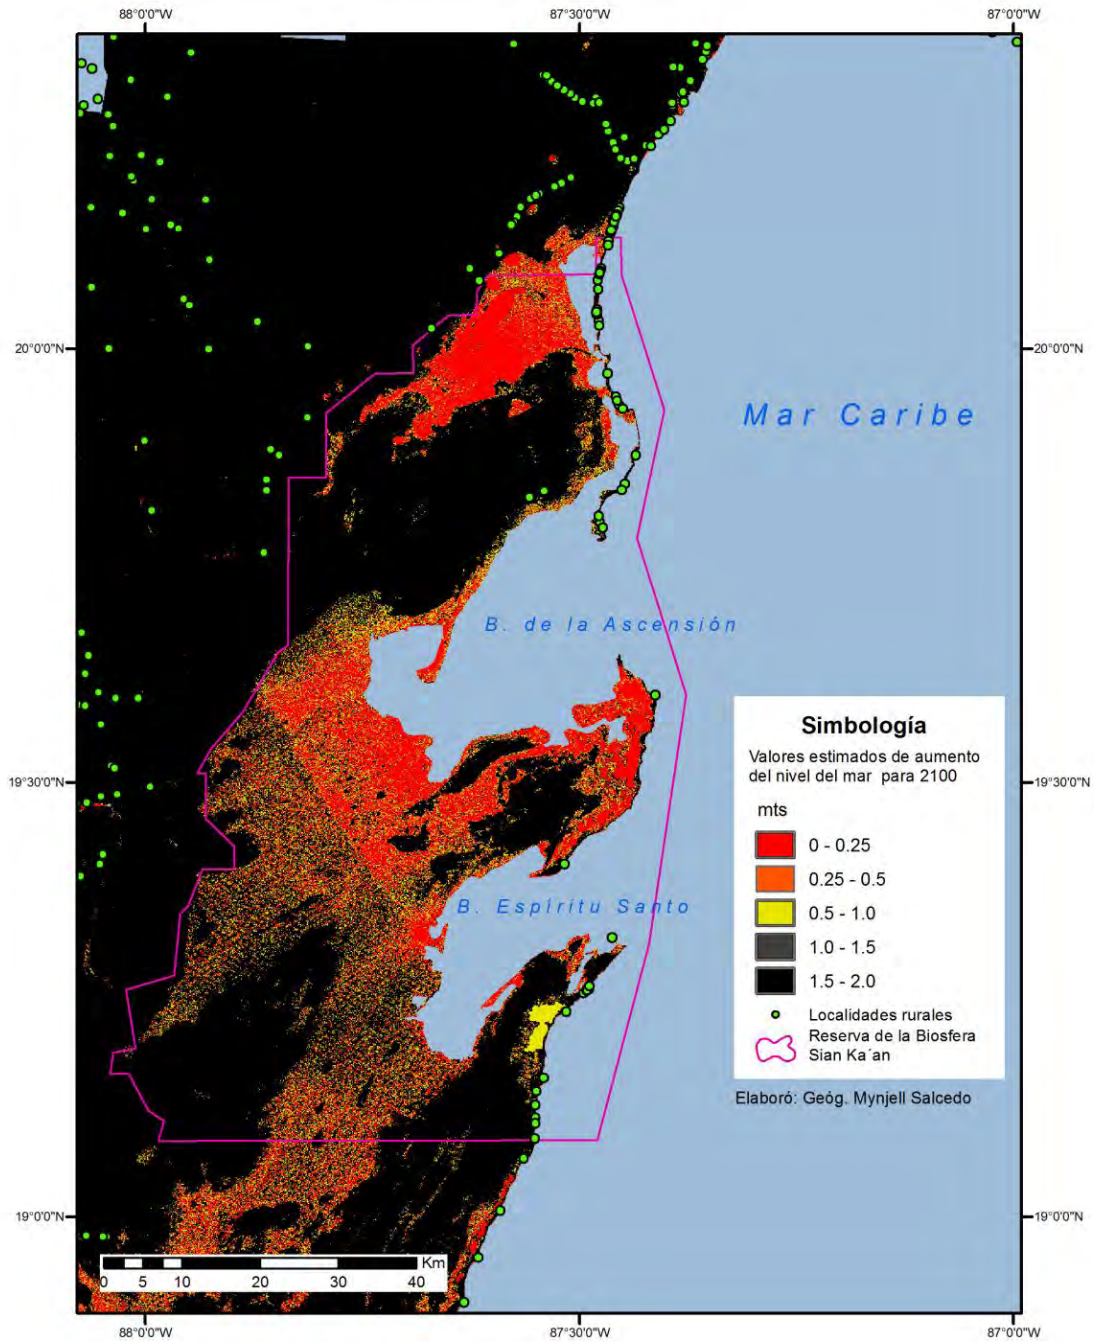 88°0'0"W 87°30'0"W 87°0'0"W
20°0'0"N 20°0'0"N
Mar Caribe
B. de la Ascensión
Simbología
Valores estimados de aumento
del nivel del mar para 2100
19°30'0"N 19°30'0"N
mts
0 - 0.25
0.25 - 0.5
B. Espíritu Santo
0.5 - 1.0
1.0 - 1.5
1.5 - 2.0
Localidades rurales
Reserva de la Biosfera
Sian Ka´an
Elaboró: Geóg. Mynjell Salcedo
19°0'0"N 19°0'0"N
Km
0 5 10 20 30 40
88°0'0"W 87°30'0"W 87°0'0"W